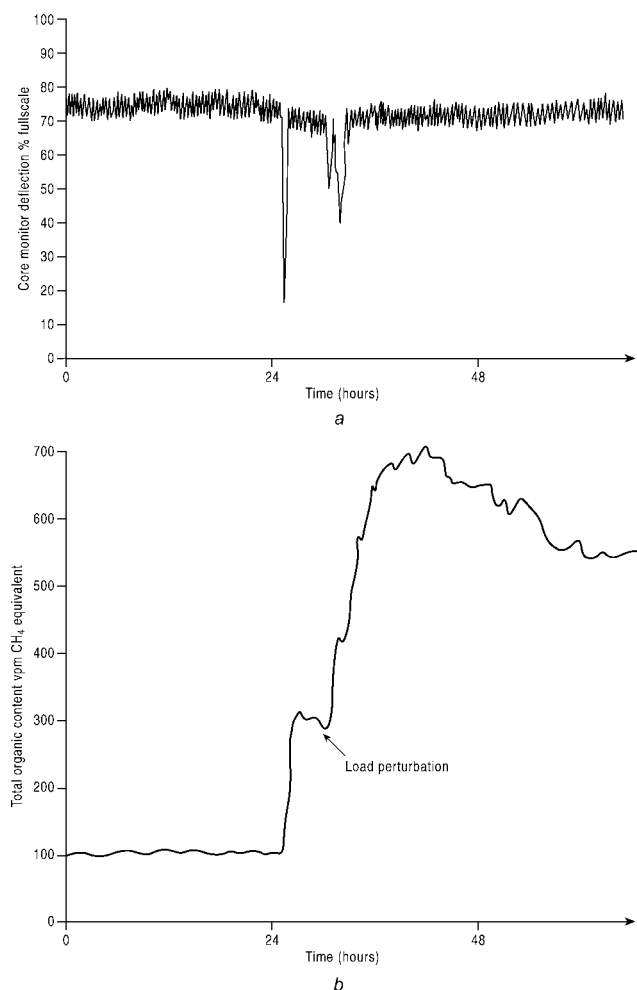 100
90
80
70
60
50
40
30
20
10
0
Core monitor deflection % fullscale
0 24 48
Time (hours)
a
700
600
500
400
300
200
100
0
Total organic content vpm CH₄ equivalent
Load perturbation
0 24 48
Time (hours)
b